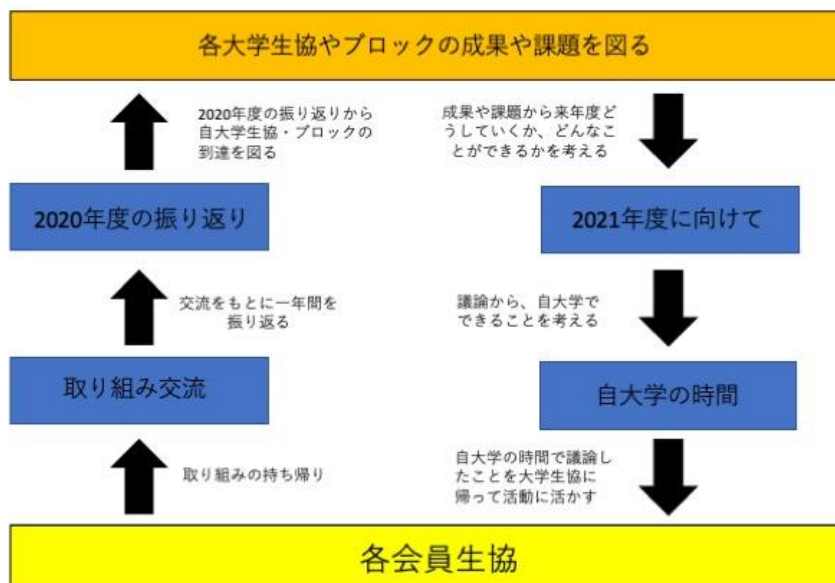 各大学生協やブロックの成果や課題を図る
2020年度の振り返りから
自大学生協・ブロックの
到達を図る
成果や課題から来年度ど
うしていくか、どんなこ
とができるかを考える
2020年度の振り返り
2021年度に向けて
交流をもとに一年間を
振り返る
議論から、自大学で
できることを考える
取り組み交流
自大学の時間
取り組みの持ち帰り
自大学の時間で議論し
たことを大学生協に
帰って活動に活かす
各会員生協